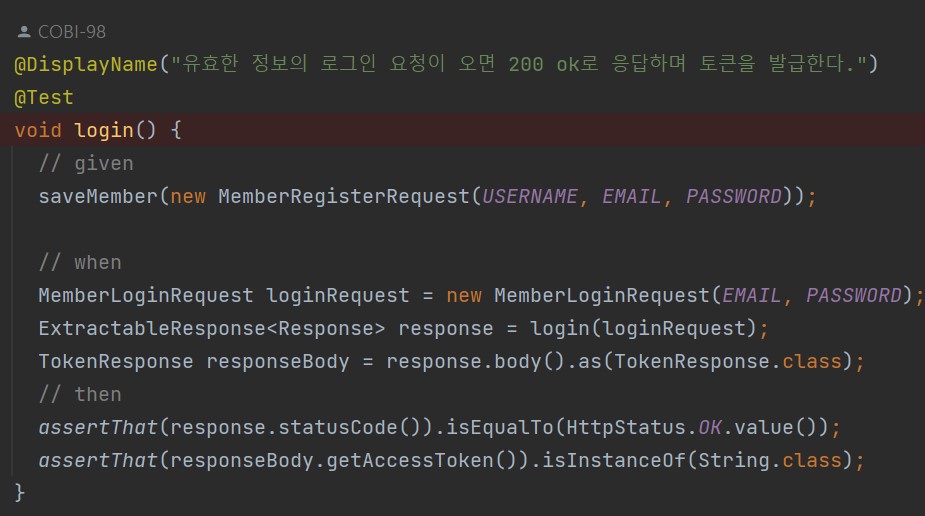 COBI-98
@DisplayName("유효한 정보의 로그인 요청이 오면 200 ok로 응답하며 토큰을 발급한다.")
@Test
void login() {
// given
saveMember(new MemberRegisterRequest(USERNAME, EMAIL, PASSWORD));
// when
MemberLoginRequest loginRequest = new MemberLoginRequest(EMAIL, PASSWORD);
ExtractableResponse<Response> response = login(loginRequest);
TokenResponse responseBody = response.body().as(TokenResponse.class);
// then
assertThat(response.statusCode()).isEqualTo(HttpStatus.OK.value());
assertThat(responseBody.getAccessToken()).isInstanceOf(String.class);
}